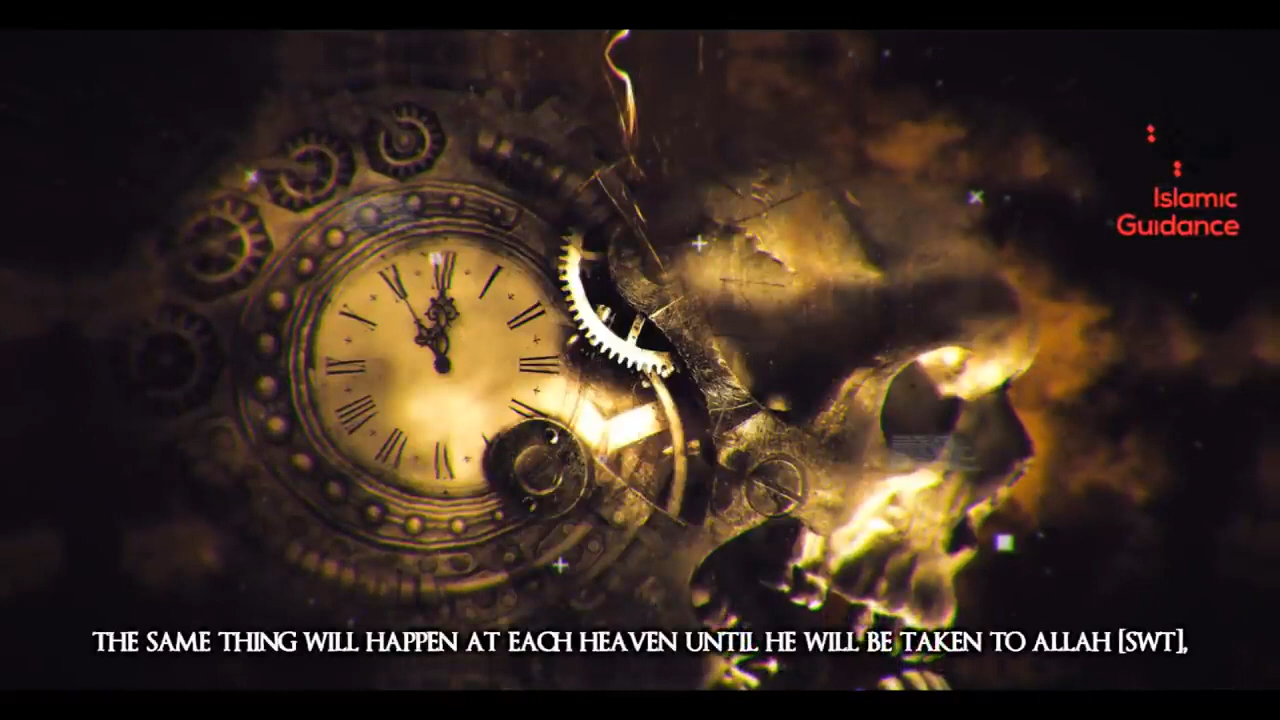 Islamic
Guidance
THE SAME THING WILL HAPPEN AT EACH HEAVEN UNTIL HE WILL BE TAKEN TO ALLAH [SWT],